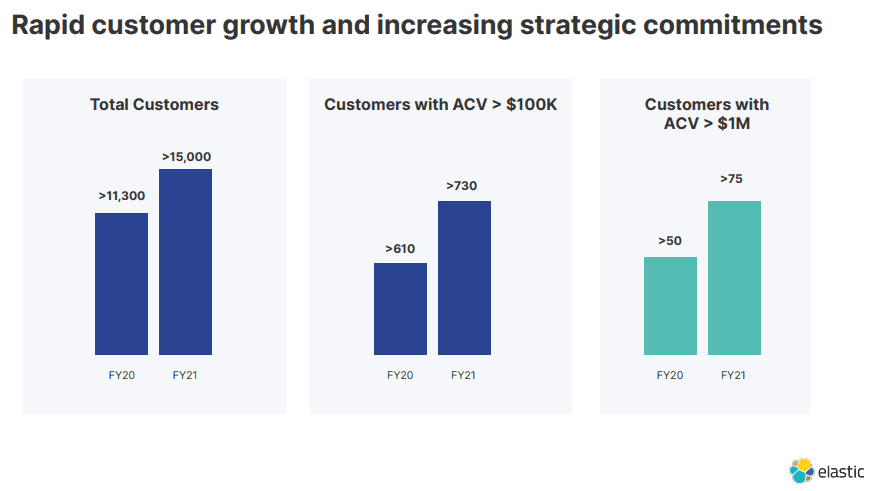 Rapid customer growth and increasing strategic commitments
Total Customers
>11,300
>15,000
FY20
FY21
Customers with ACV > $100K
>610
>730
FY20
FY21
Customers with
ACV > $1M
>50
>75
FY20
FY21
elastic